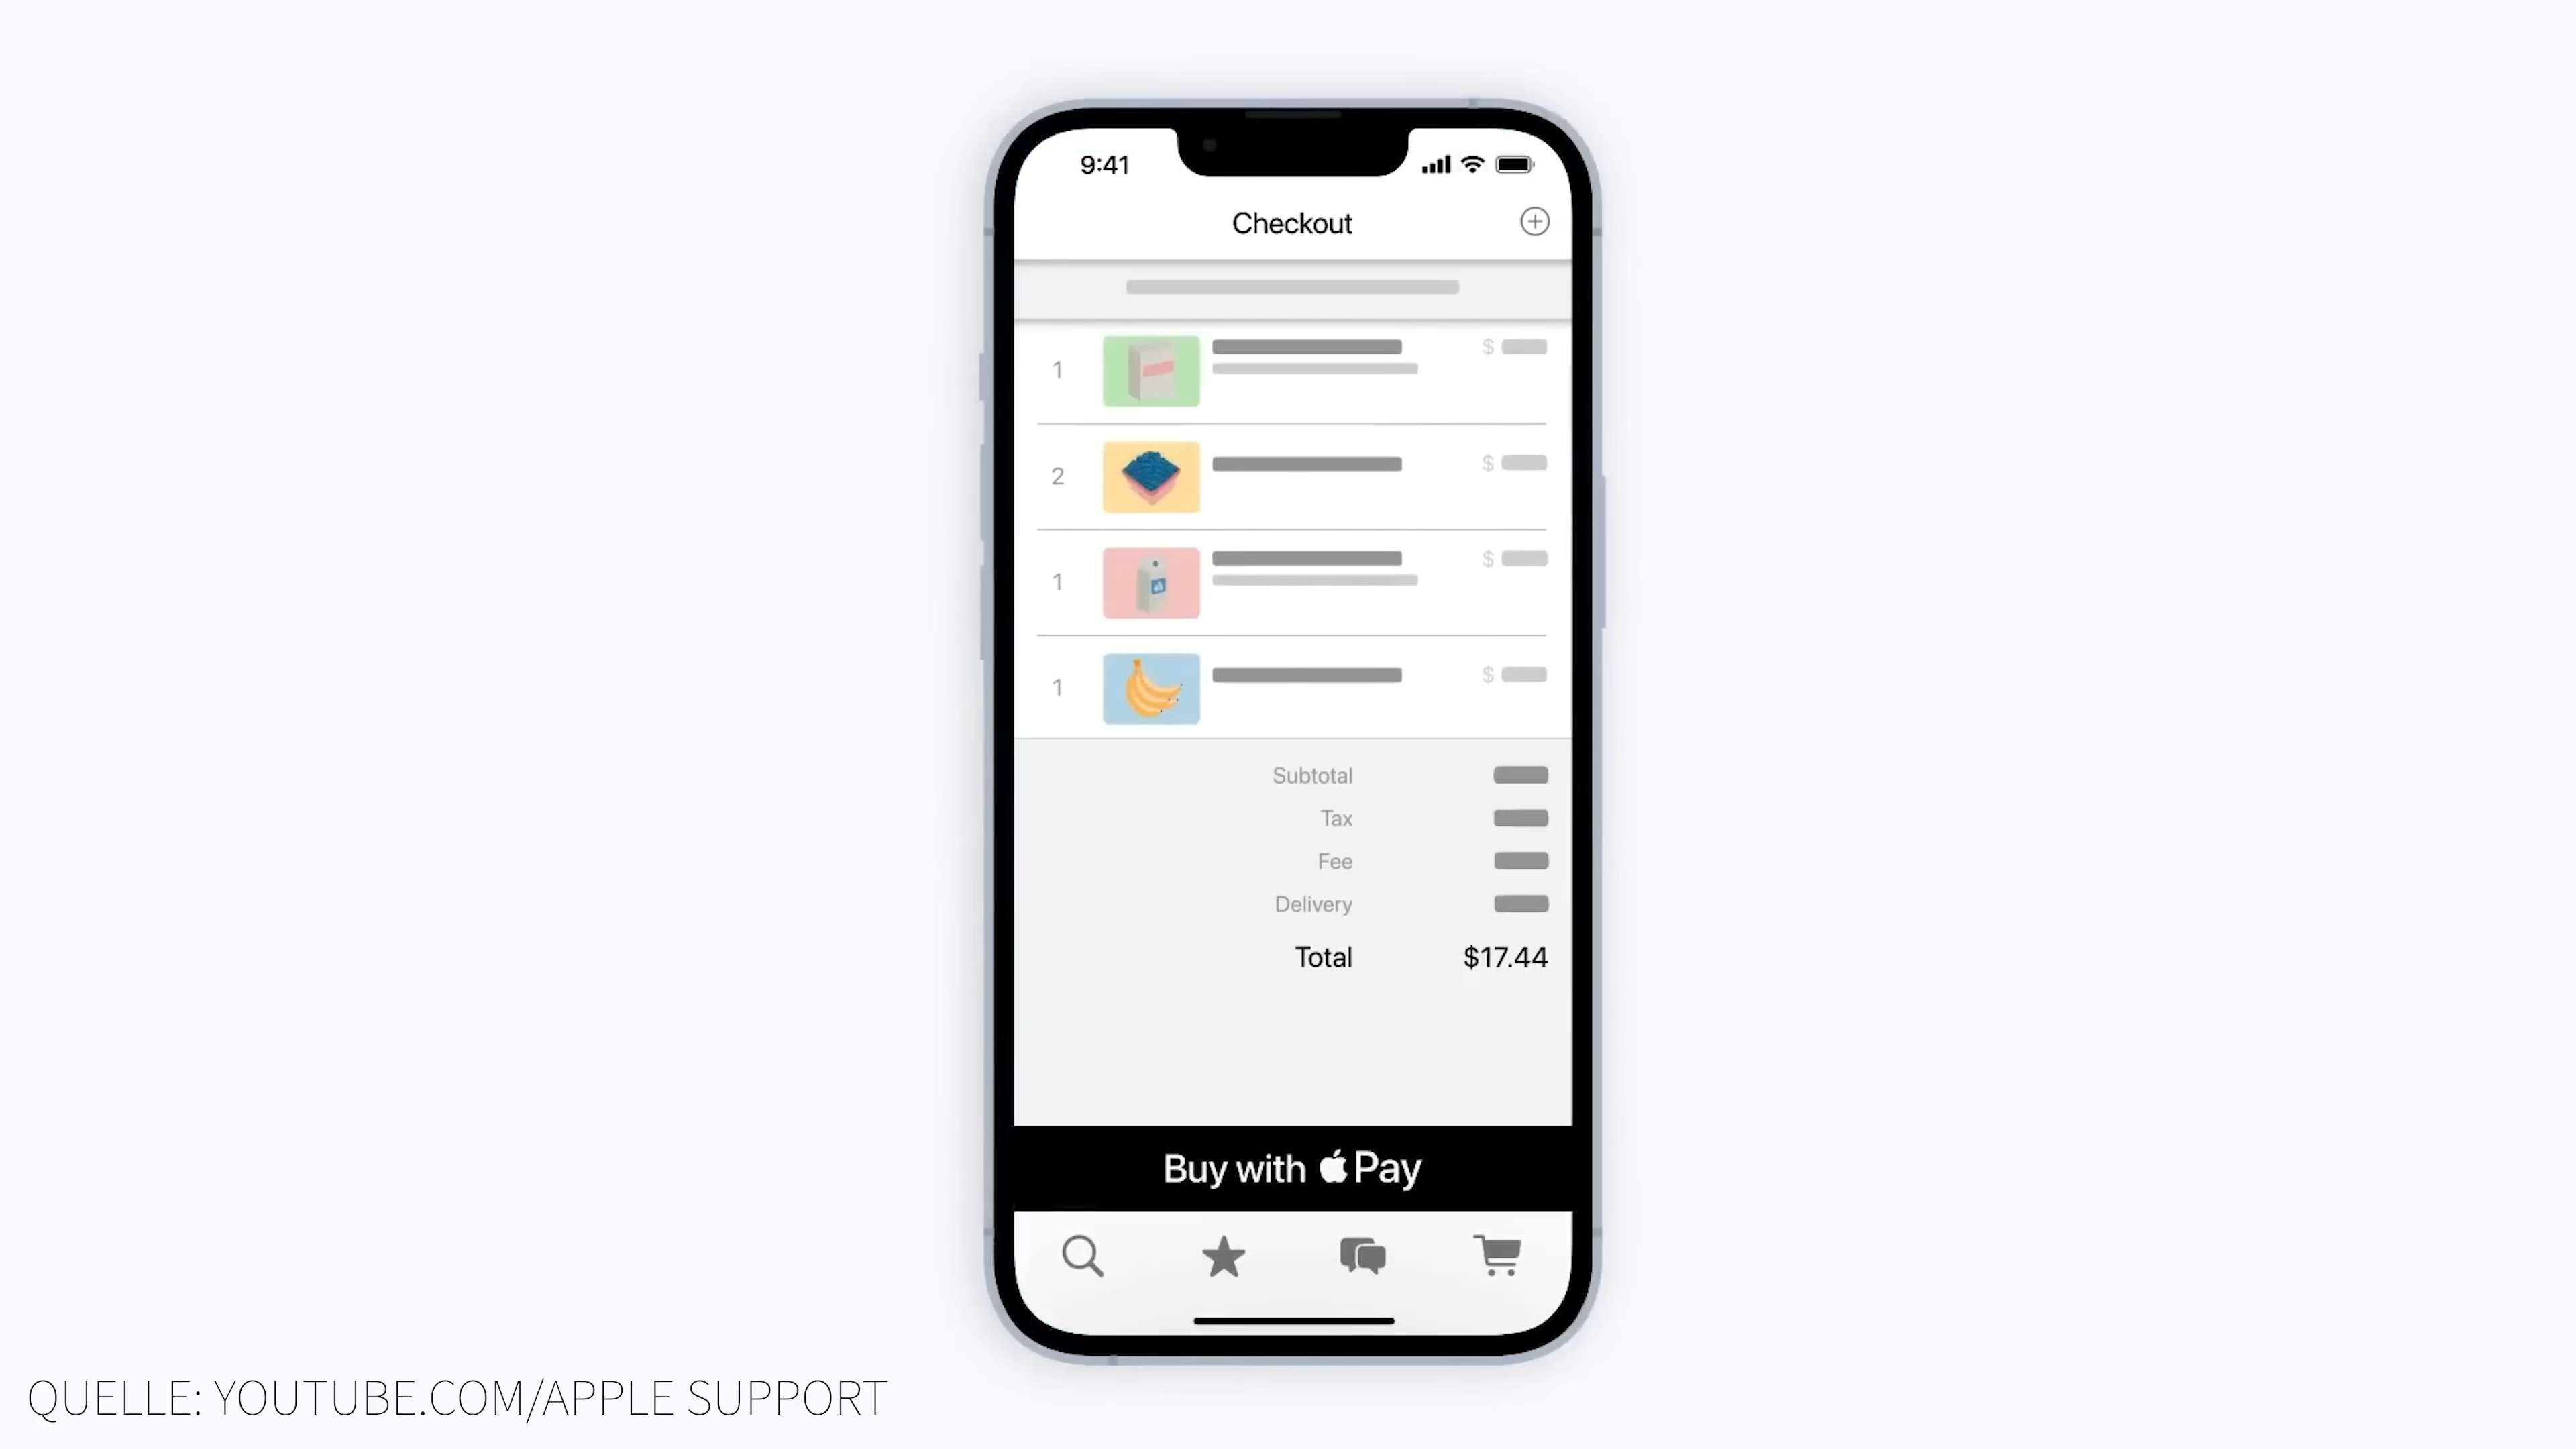 9:41
Checkout
1
$
2
$
1
$
1
$
Subtotal
Tax
Fee
Delivery
Total $17.44
Buy with Pay
QUELLE: YOUTUBE.COM/APPLE SUPPORT